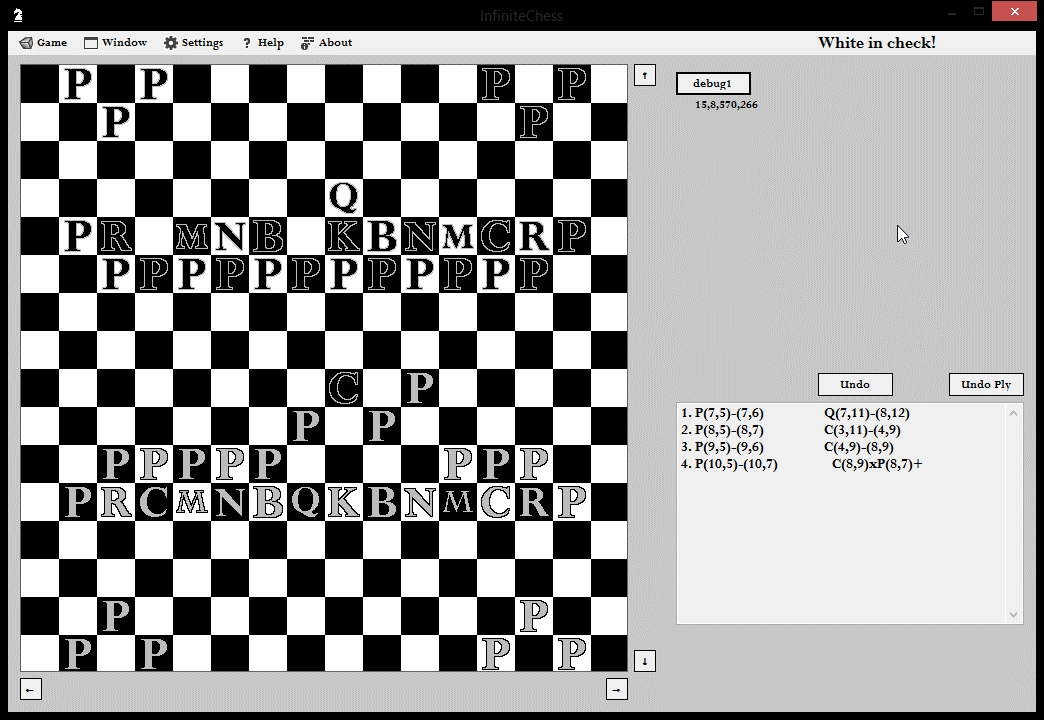 InfiniteChess
Game Window Settings ? Help About White in check!
P P P P
P P
Q
P R M N B K B N M C R P
P P P P P P P P P P P P
C P
P P
P P P P P P P P
P R C M N B Q K B N M C R P
P P
P P P P
← →
↑
debug1
15,8,570,266
Undo Undo Ply
1. P(7,5)-(7,6) Q(7,11)-(8,12)
2. P(8,5)-(8,7) C(3,11)-(4,9)
3. P(9,5)-(9,6) C(4,9)-(8,9)
4. P(10,5)-(10,7) C(8,9)xP(8,7)+
↓